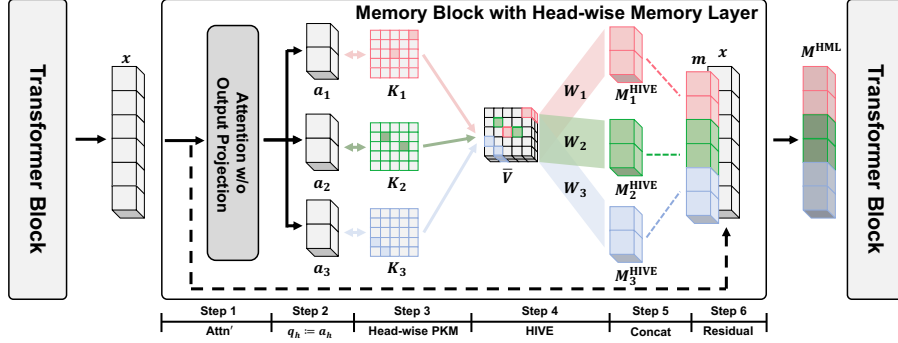 Memory Block with Head-wise Memory Layer
Transformer Block
x
Attention w/o
Output Projection
a₁
a₂
a₃
K₁
K₂
K₃
V̅
W₁
W₂
W₃
M₁ᴴᴵⱽᴱ
M₂ᴴᴵⱽᴱ
M₃ᴴᴵⱽᴱ
m
x
Mᴴᴹᴸ
Transformer Block
Step 1
Step 2
Step 3
Step 4
Step 5
Step 6
Attn′
qₕ ≔ aₕ
Head-wise PKM
HIVE
Concat
Residual